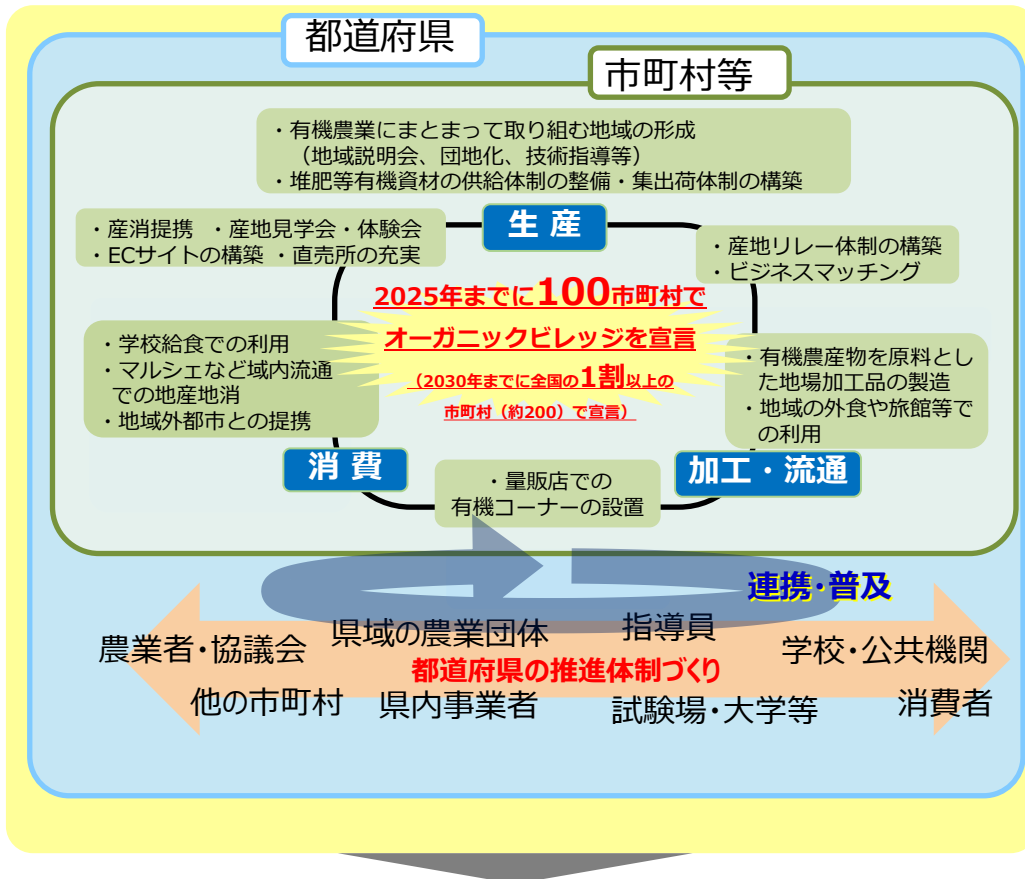 都道府県
市町村等
・有機農業にまとまって取り組む地域の形成
（地域説明会、団地化、技術指導等）
・堆肥等有機資材の供給体制の整備・集出荷体制の構築
生 産
・産消提携 ・産地見学会・体験会
・ECサイトの構築 ・直売所の充実
・産地リレー体制の構築
・ビジネスマッチング
2025年までに100市町村で
オーガニックビレッジを宣言
（2030年までに全国の1割以上の
市町村（約200）で宣言）
・学校給食での利用
・マルシェなど域内流通
での地産地消
・地域外都市との提携
・有機農産物を原料とし
た地場加工品の製造
・地域の外食や旅館等で
の利用
消 費
加工・流通
・量販店での
有機コーナーの設置
連携・普及
農業者・協議会
県域の農業団体
指導員
学校・公共機関
都道府県の推進体制づくり
他の市町村
県内事業者
試験場・大学等
消費者